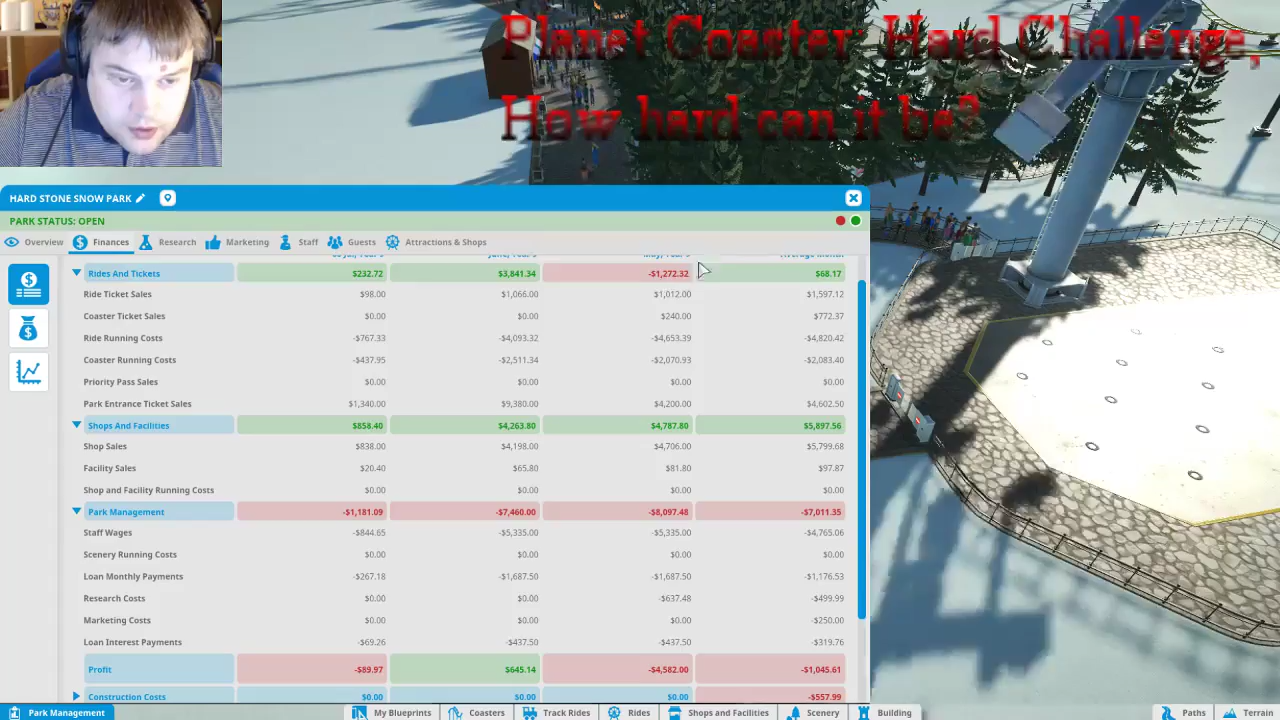 Planet Coaster: Hard Challenge,
How hard can it be?
HARD STONE SNOW PARK
PARK STATUS: OPEN
Overview Finances Research Marketing Staff Guests Attractions & Shops
Rides And Tickets $232.72 $3,841.34 -$1,272.32 $68.17
Ride Ticket Sales $98.00 $1,066.00 $1,012.00 $1,597.12
Coaster Ticket Sales $0.00 $0.00 $240.00 $772.37
Ride Running Costs -$767.33 -$4,093.32 -$4,653.39 -$4,820.42
Coaster Running Costs -$437.95 -$2,511.34 -$2,070.93 -$2,083.40
Priority Pass Sales $0.00 $0.00 $0.00 $0.00
Park Entrance Ticket Sales $1,340.00 $9,380.00 $4,200.00 $4,602.50
Shops And Facilities $858.40 $4,263.80 $4,787.80 $5,897.56
Shop Sales $838.00 $4,198.00 $4,706.00 $5,799.68
Facility Sales $20.40 $65.80 $81.80 $97.87
Shop and Facility Running Costs $0.00 $0.00 $0.00 $0.00
Park Management -$1,181.09 -$7,460.00 -$8,097.48 -$7,011.35
Staff Wages -$844.65 -$5,335.00 -$5,335.00 -$4,765.06
Scenery Running Costs $0.00 $0.00 $0.00 $0.00
Loan Monthly Payments -$267.18 -$1,687.50 -$1,687.50 -$1,176.53
Research Costs $0.00 $0.00 -$637.48 -$499.99
Marketing Costs $0.00 $0.00 $0.00 -$250.00
Loan Interest Payments -$69.26 -$437.50 -$437.50 -$319.76
Profit -$89.97 $645.14 -$4,582.00 -$1,045.61
Construction Costs $0.00 $0.00 $0.00 -$557.99
Park Management My Blueprints Coasters Track Rides Rides Shops and Facilities Scenery Building Paths Terrain